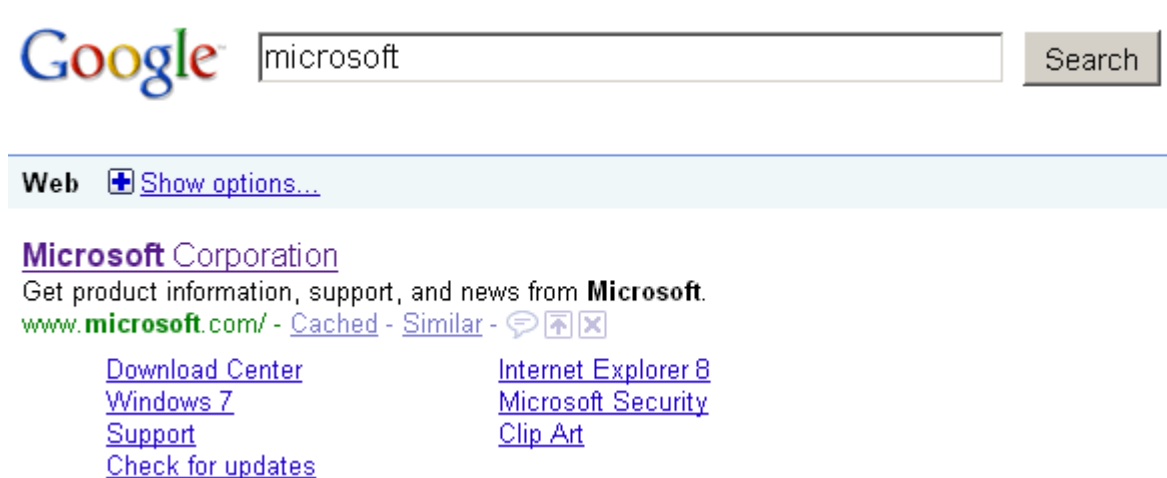 Google microsoft Search
Web Show options...
Microsoft Corporation
Get product information, support, and news from Microsoft.
www.microsoft.com/ - Cached - Similar -
Download Center Internet Explorer 8
Windows 7 Microsoft Security
Support Clip Art
Check for updates